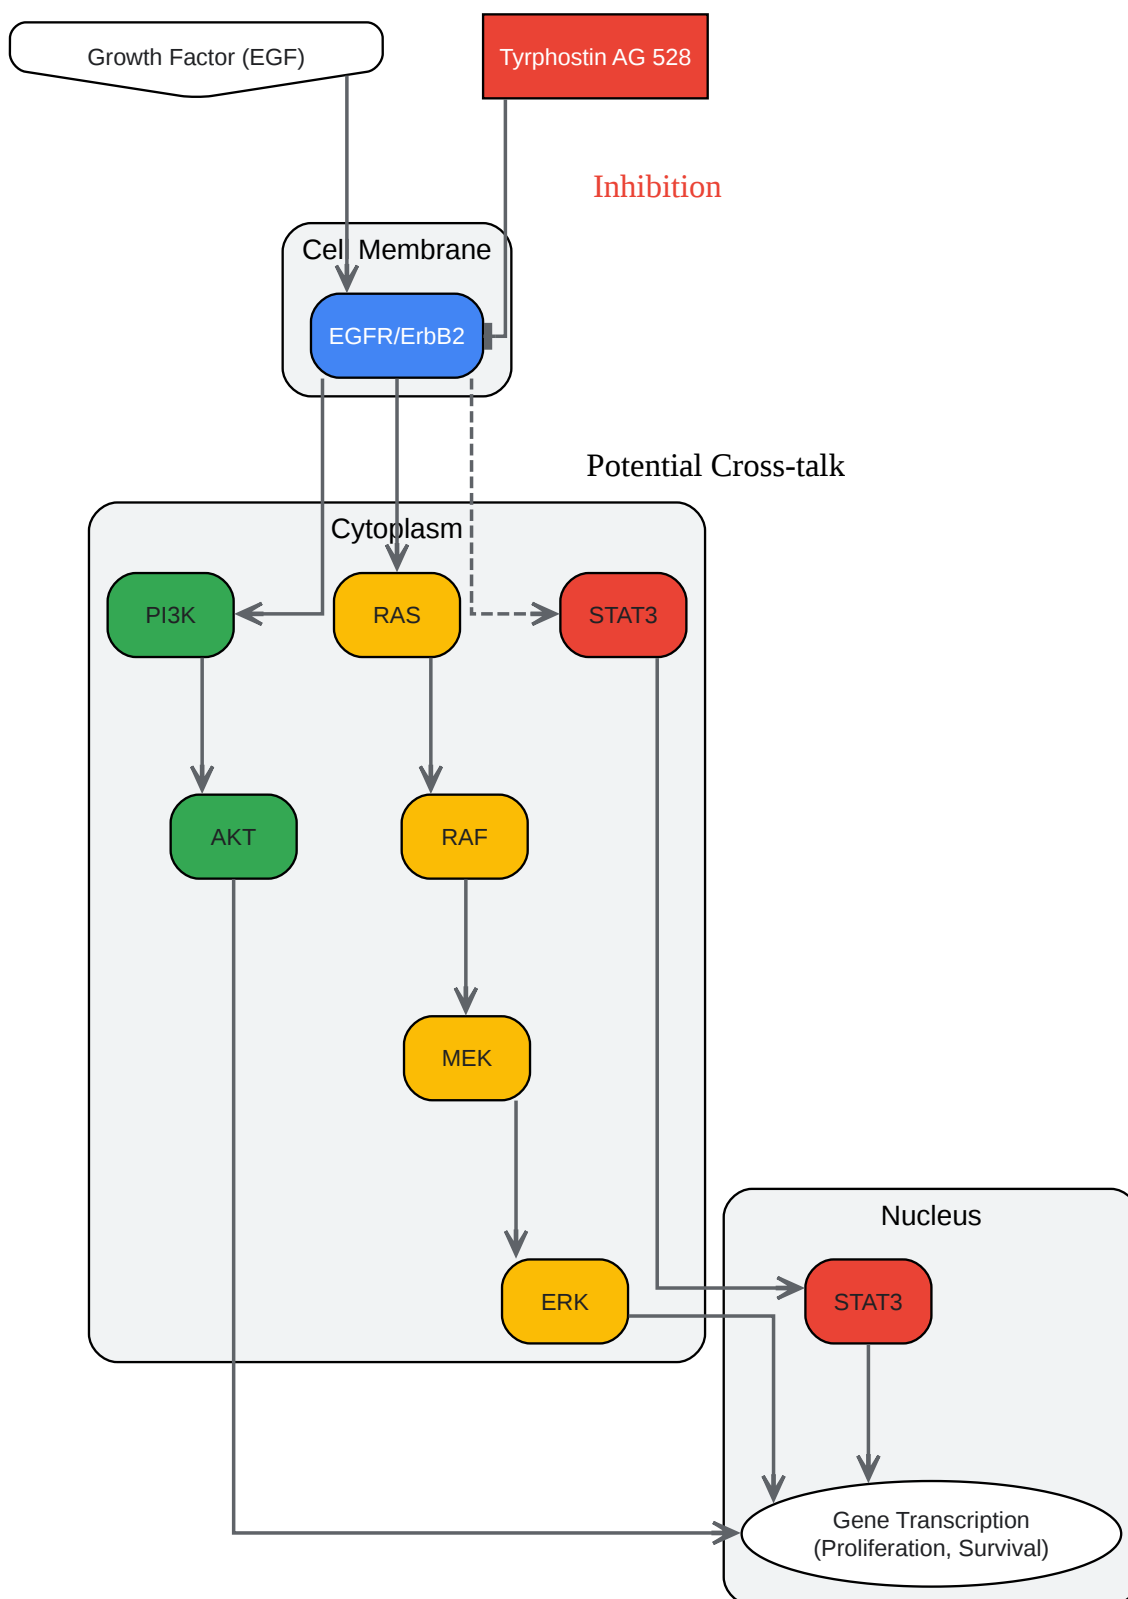 Growth Factor (EGF)
Tyrphostin AG 528
Inhibition
Cell Membrane
EGFR/ErbB2
Potential Cross-talk
Cytoplasm
PI3K
RAS
STAT3
AKT
RAF
MEK
Nucleus
ERK
STAT3
Gene Transcription
(Proliferation, Survival)